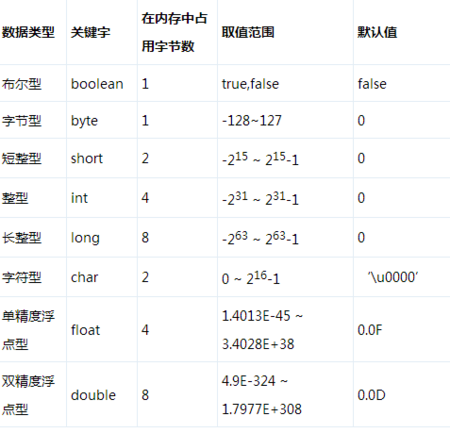 数据类型 关键字 在内存中占用字节数 取值范围 默认值
布尔型 boolean 1 true,false false
字节型 byte 1 -128~127 0
短整型 short 2 -2^15 ~ 2^15-1 0
整型 int 4 -2^31 ~ 2^31-1 0
长整型 long 8 -2^63 ~ 2^63-1 0
字符型 char 2 0 ~ 2^16-1 '\u0000'
单精度浮点型 float 4 1.4013E-45 ~ 3.4028E+38 0.0F
双精度浮点型 double 8 4.9E-324 ~ 1.7977E+308 0.0D